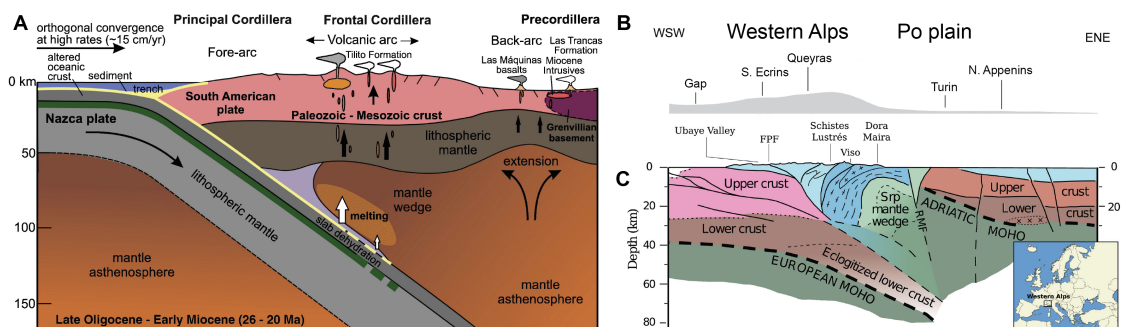 A
orthogonal convergence
at high rates (~15 cm/yr)
Principal Cordillera
Frontal Cordillera
Precordillera
Fore-arc
Volcanic arc
Tilito Formation
Back-arc
Las Máquinas
basalts
Las Trancas
Formation
Miocene
Intrusives
altered
oceanic
crust
sediment
trench
0 km
50
100
150
South American
plate
Paleozoic - Mesozoic crust
Grenvillian
basement
Nazca plate
lithospheric
mantle
extension
lithospheric mantle
mantle
wedge
melting
slab dehydration
mantle
asthenosphere
mantle
asthenosphere
Late Oligocene - Early Miocene (26 - 20 Ma)
B
WSW
Western Alps
Po plain
ENE
Gap
S. Ecrins
Queyras
Turin
N. Appenins
Ubaye Valley
FPF
Schistes
Lustrés
Viso
Dora
Maira
C
0
20
40
60
80
Depth (km)
0
20
Upper crust
Lower crust
Srp
mantle
wedge
RMF
ADRIATIC
MOHO
Upper
crust
Lower
crust
Eclogitized lower crust
EUROPEAN MOHO
Western Alps